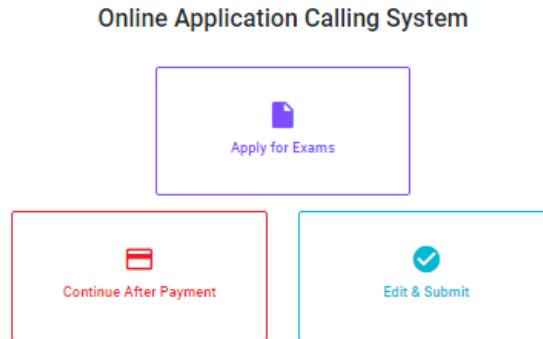 Online Application Calling System
Apply for Exams
Continue After Payment
Edit & Submit